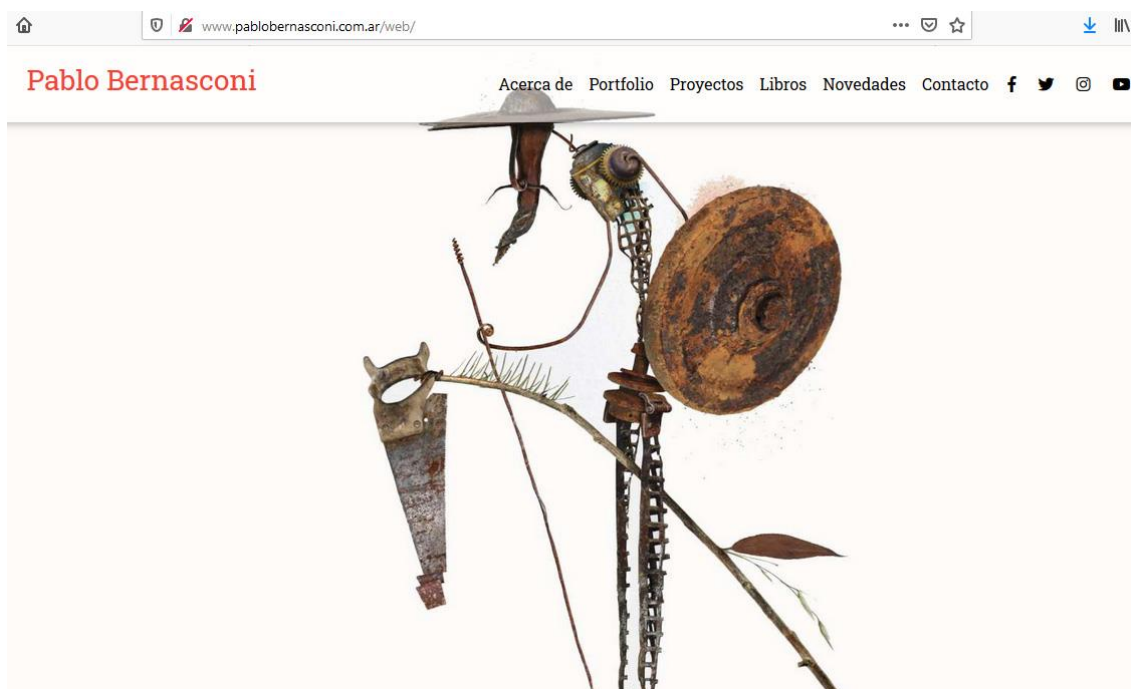 www.pablobernasconi.com.ar/web/
Pablo Bernasconi
Acerca de Portfolio Proyectos Libros Novedades Contacto